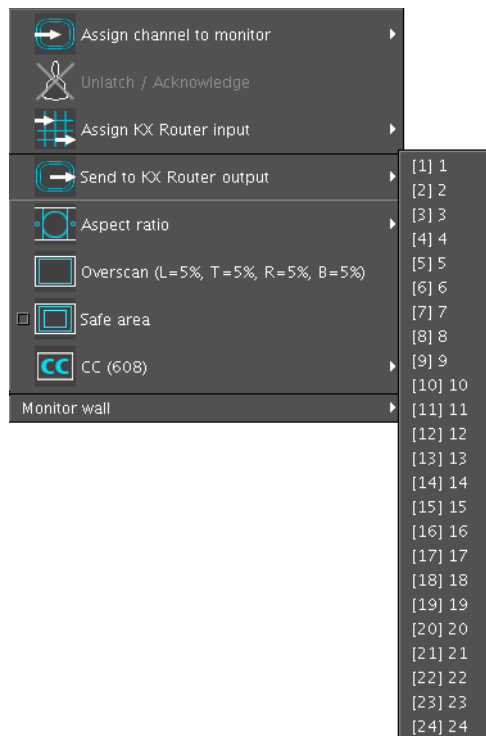 Assign channel to monitor
Unlatch / Acknowledge
Assign KX Router input
Send to KX Router output
Aspect ratio
Overscan (L=5%, T=5%, R=5%, B=5%)
Safe area
CC CC (608)
Monitor wall
[1] 1
[2] 2
[3] 3
[4] 4
[5] 5
[6] 6
[7] 7
[8] 8
[9] 9
[10] 10
[11] 11
[12] 12
[13] 13
[14] 14
[15] 15
[16] 16
[17] 17
[18] 18
[19] 19
[20] 20
[21] 21
[22] 22
[23] 23
[24] 24